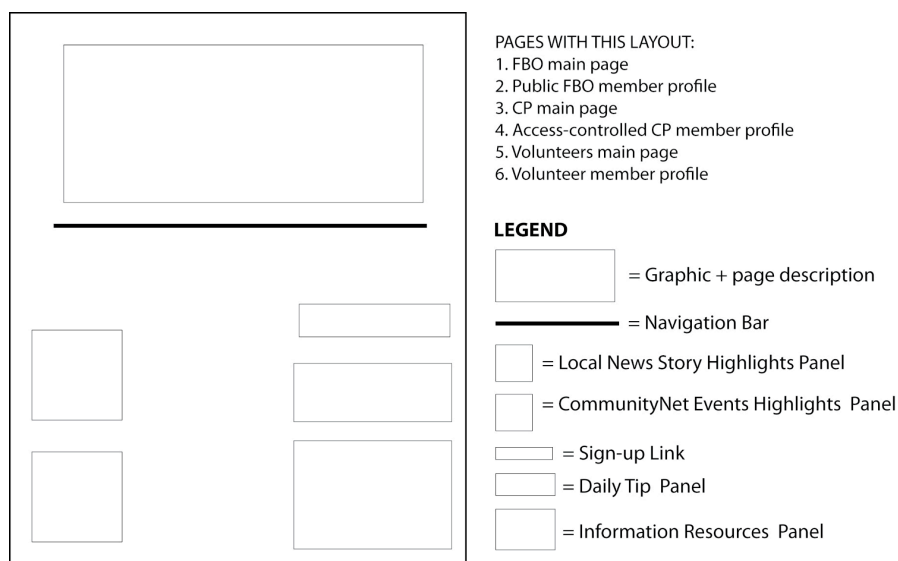 PAGES WITH THIS LAYOUT:
1. FBO main page
2. Public FBO member profile
3. CP main page
4. Access-controlled CP member profile
5. Volunteers main page
6. Volunteer member profile
LEGEND
= Graphic + page description
= Navigation Bar
= Local News Story Highlights Panel
= CommunityNet Events Highlights Panel
= Sign-up Link
= Daily Tip Panel
= Information Resources Panel